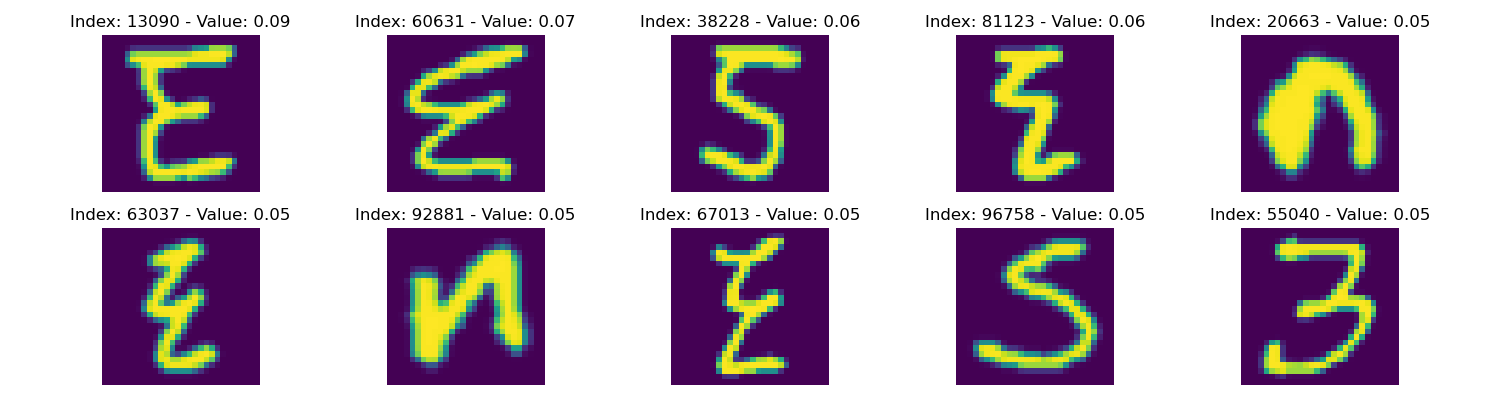 Index: 13090 - Value: 0.09 Index: 60631 - Value: 0.07 Index: 38228 - Value: 0.06 Index: 81123 - Value: 0.06 Index: 20663 - Value: 0.05
E E 5 n
Index: 63037 - Value: 0.05 Index: 92881 - Value: 0.05 Index: 67013 - Value: 0.05 Index: 96758 - Value: 0.05 Index: 55040 - Value: 0.05
n S 3